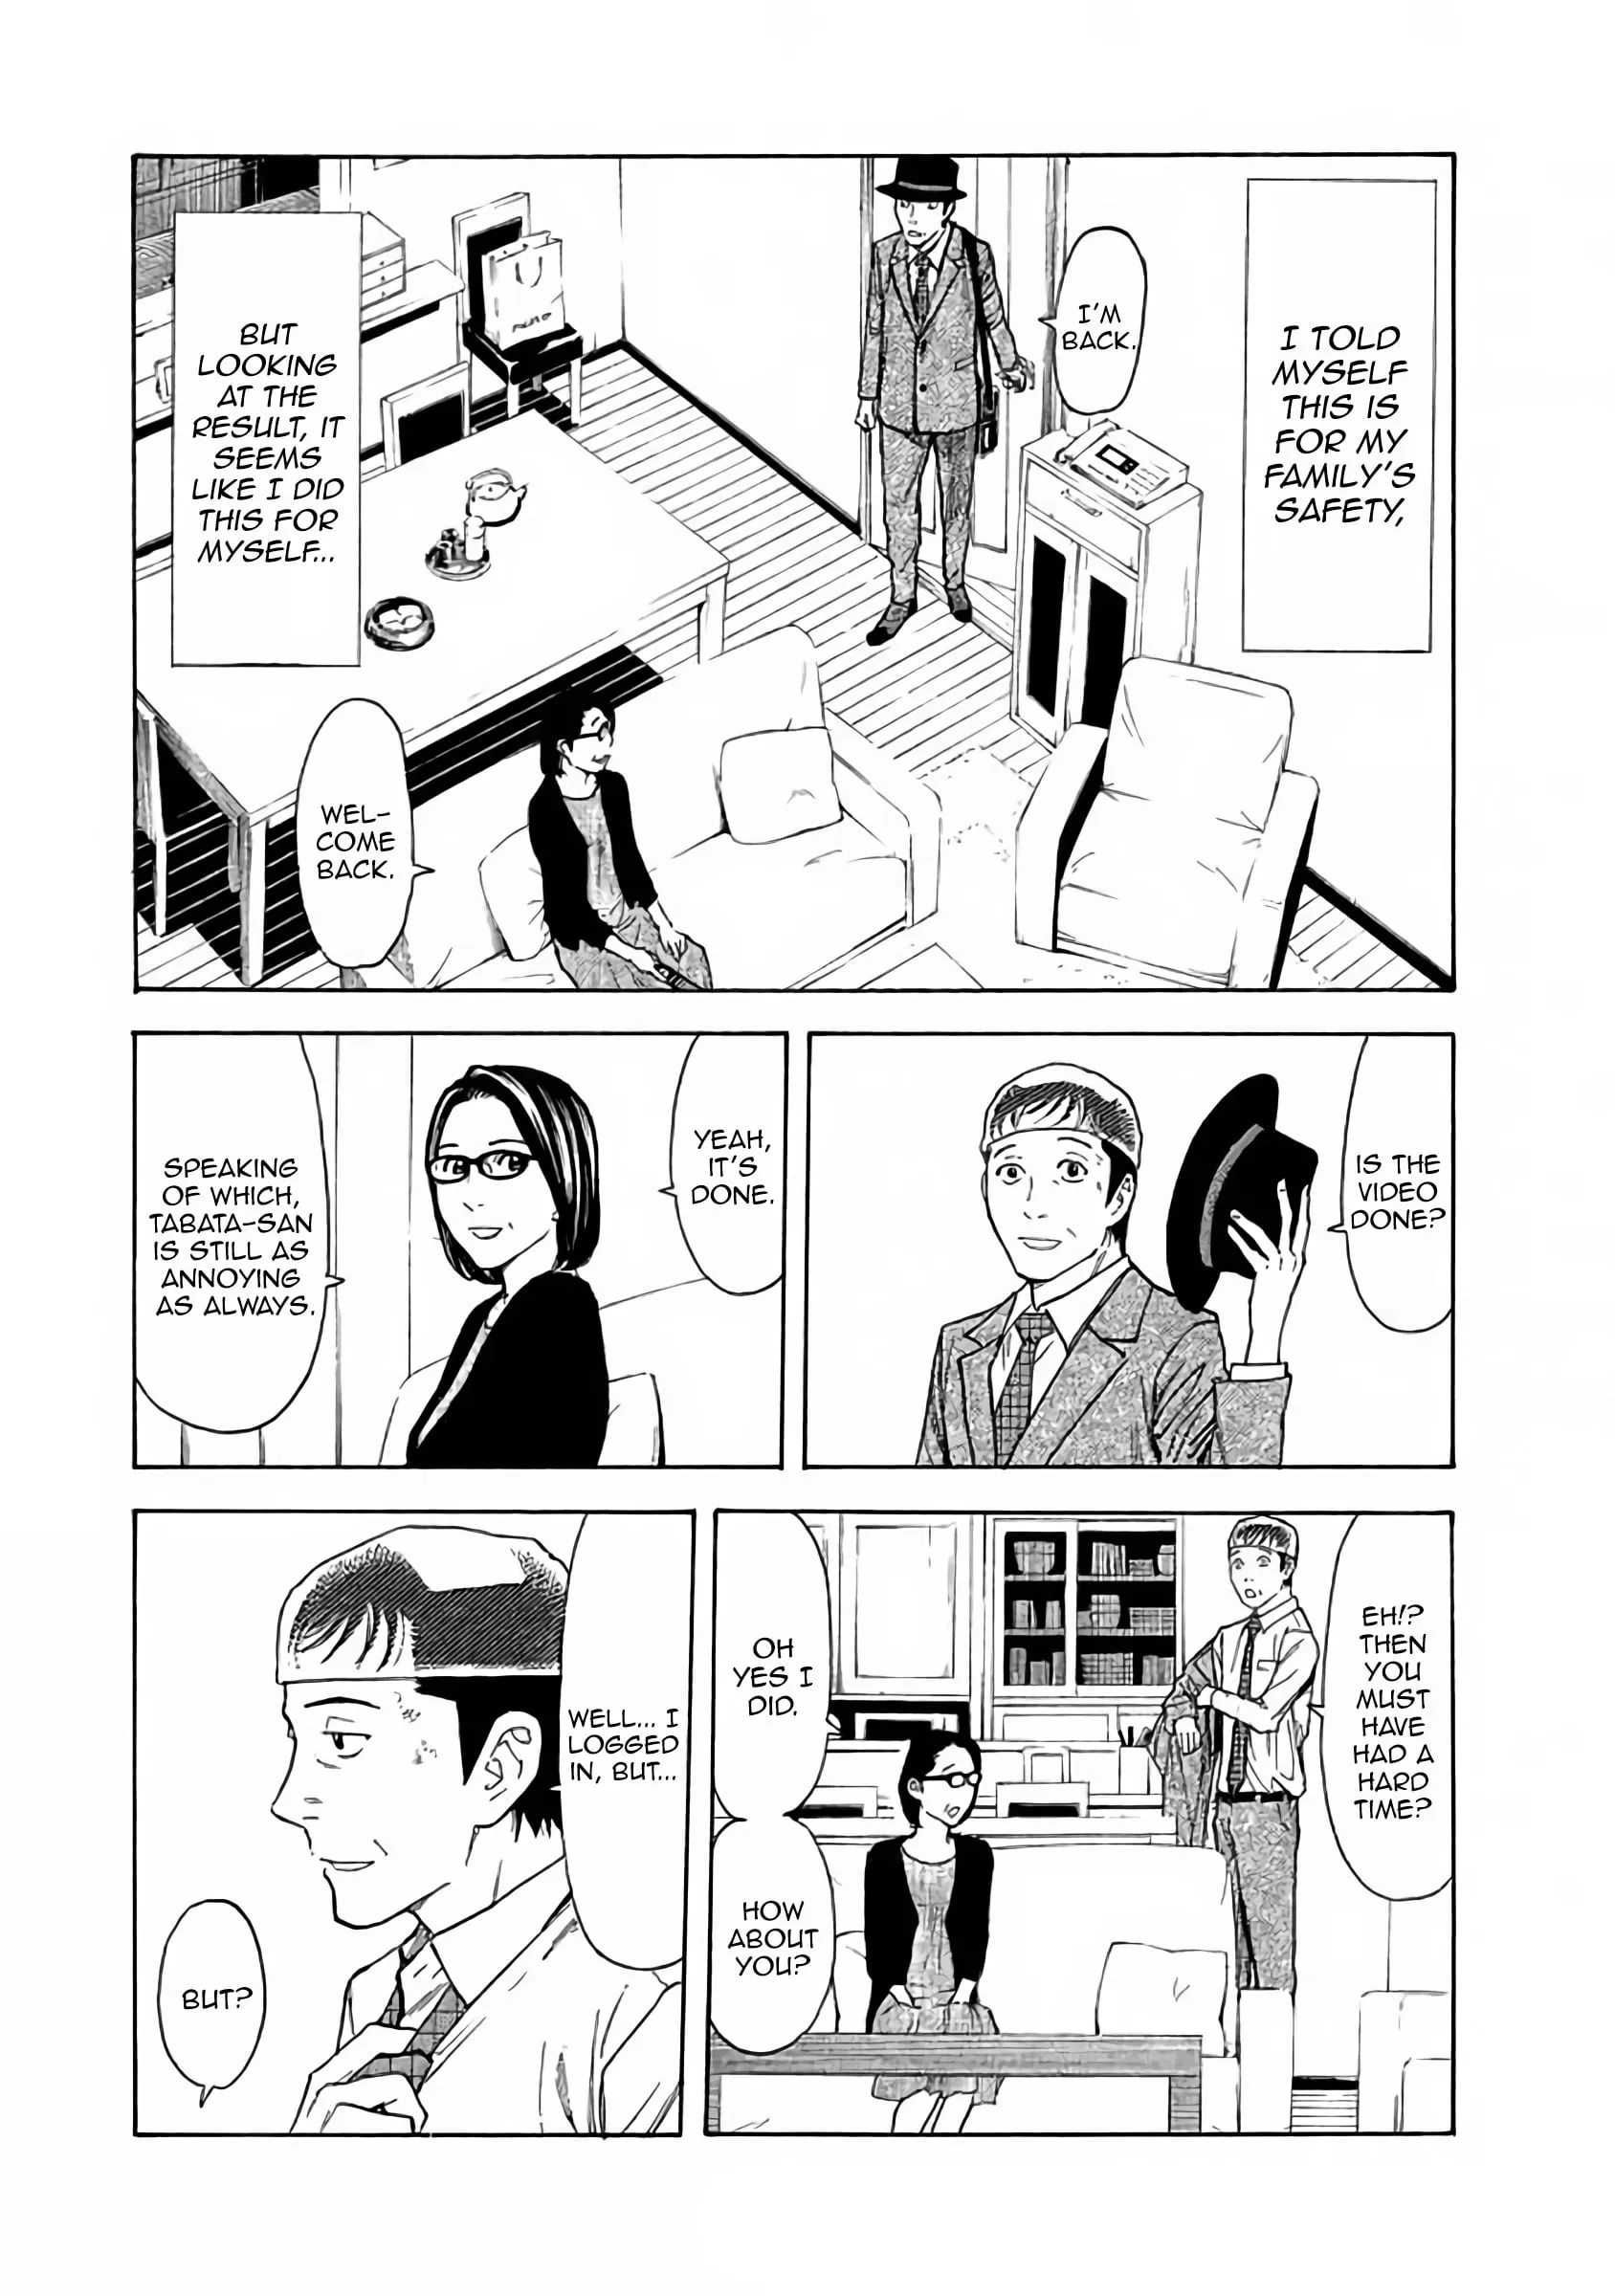 I TOLD
MYSELF
THIS IS
FOR MY
FAMILY'S
SAFETY,
I'M
BACK.
BUT
LOOKING
AT THE
RESULT, IT
SEEMS
LIKE I DID
THIS FOR
MYSELF...
WEL-
COME
BACK.
IS THE
VIDEO
DONE?
YEAH,
IT'S
DONE.
SPEAKING
OF WHICH,
TABATA-SAN
IS STILL AS
ANNOYING
AS ALWAYS.
EH!?
THEN
YOU
MUST
HAVE
HAD A
HARD
TIME?
OH
YES I
DID.
HOW
ABOUT
YOU?
WELL... I
LOGGED
IN, BUT...
BUT?